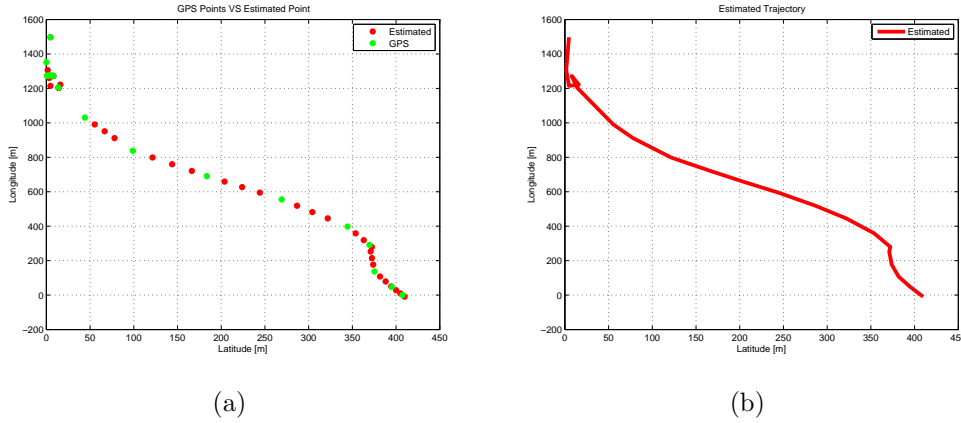 GPS Points VS Estimated Point
1600
1400
1200
1000
800
600
400
200
0
−200
0 50 100 150 200 250 300 350 400 450
Longitude [m]
Latitude [m]
Estimated
GPS
(a)
Estimated Trajectory
1600
1400
1200
1000
800
600
400
200
0
−200
0 50 100 150 200 250 300 350 400 450
Longitude [m]
Latitude [m]
Estimated
(b)